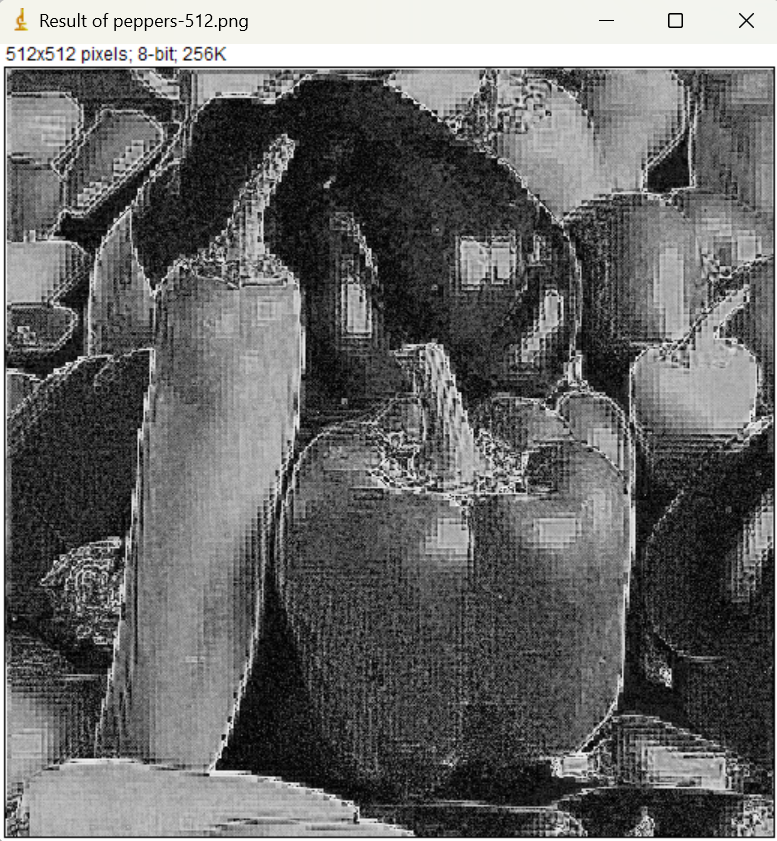 Result of peppers-512.png
512x512 pixels; 8-bit; 256K